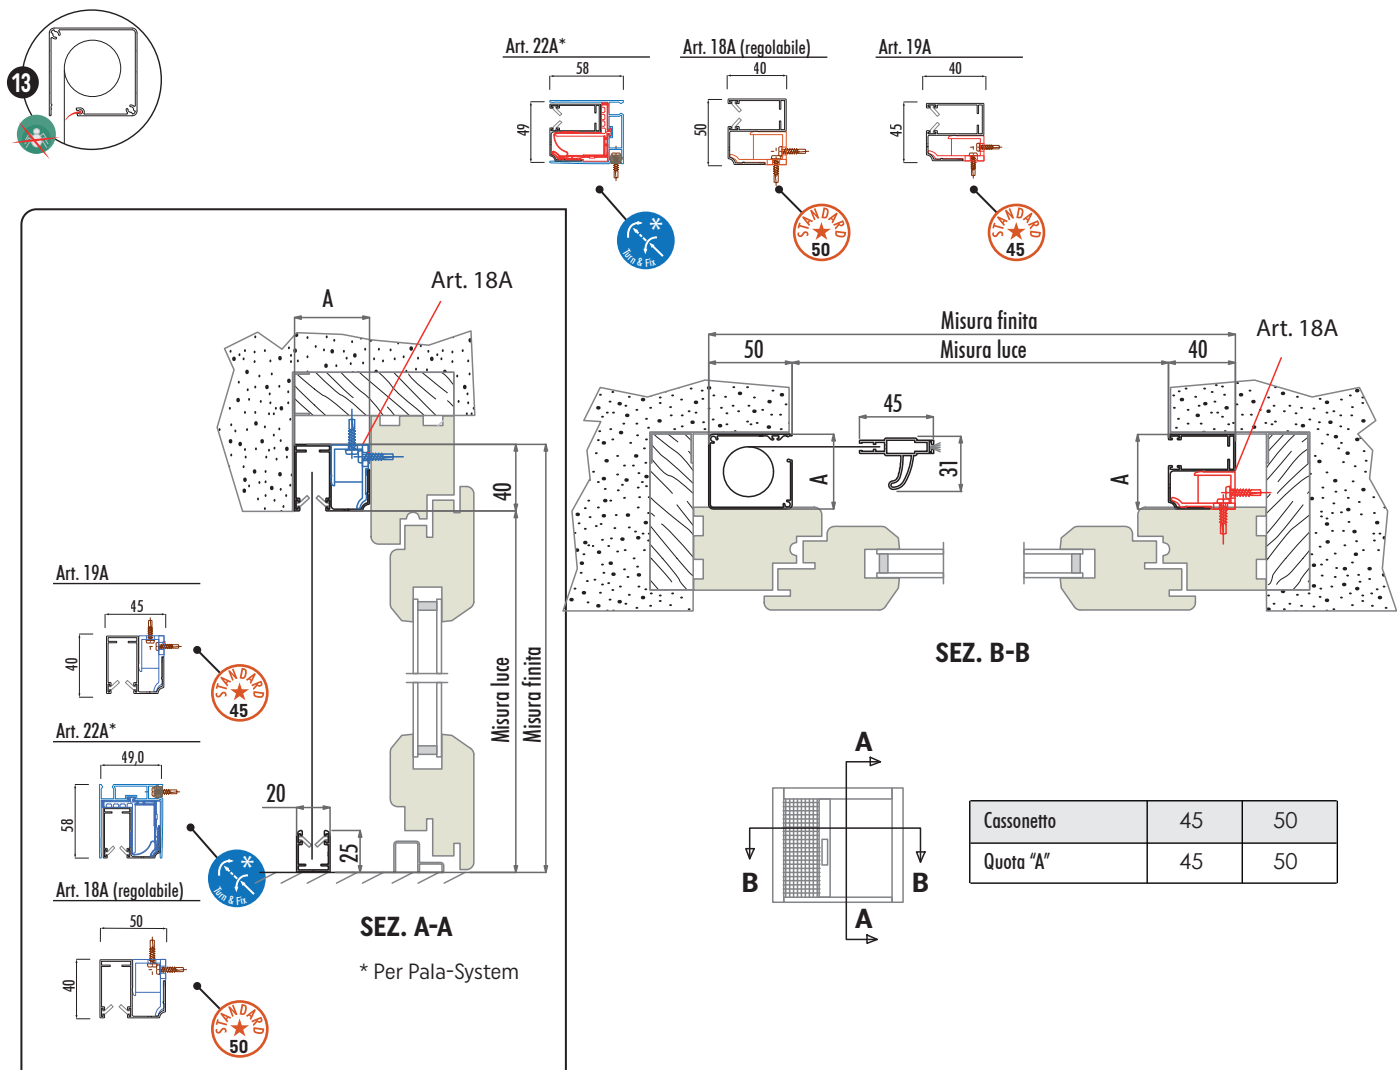 13
Art. 22A*
58
49
Turn & Fix
*
Art. 18A (regolabile)
40
50
STANDARD
50
Art. 19A
40
45
STANDARD
45
A
Art. 18A
40
Misura luce
Misura finita
20
25
Art. 19A
45
40
STANDARD
45
Art. 22A*
49,0
58
Turn & Fix
*
Art. 18A (regolabile)
50
40
STANDARD
50
SEZ. A-A
* Per Pala-System
Misura finita
50
Misura luce
40
Art. 18A
45
31
A
A
SEZ. B-B
A
B
B
A
Cassonetto 45 50
Quota "A" 45 50